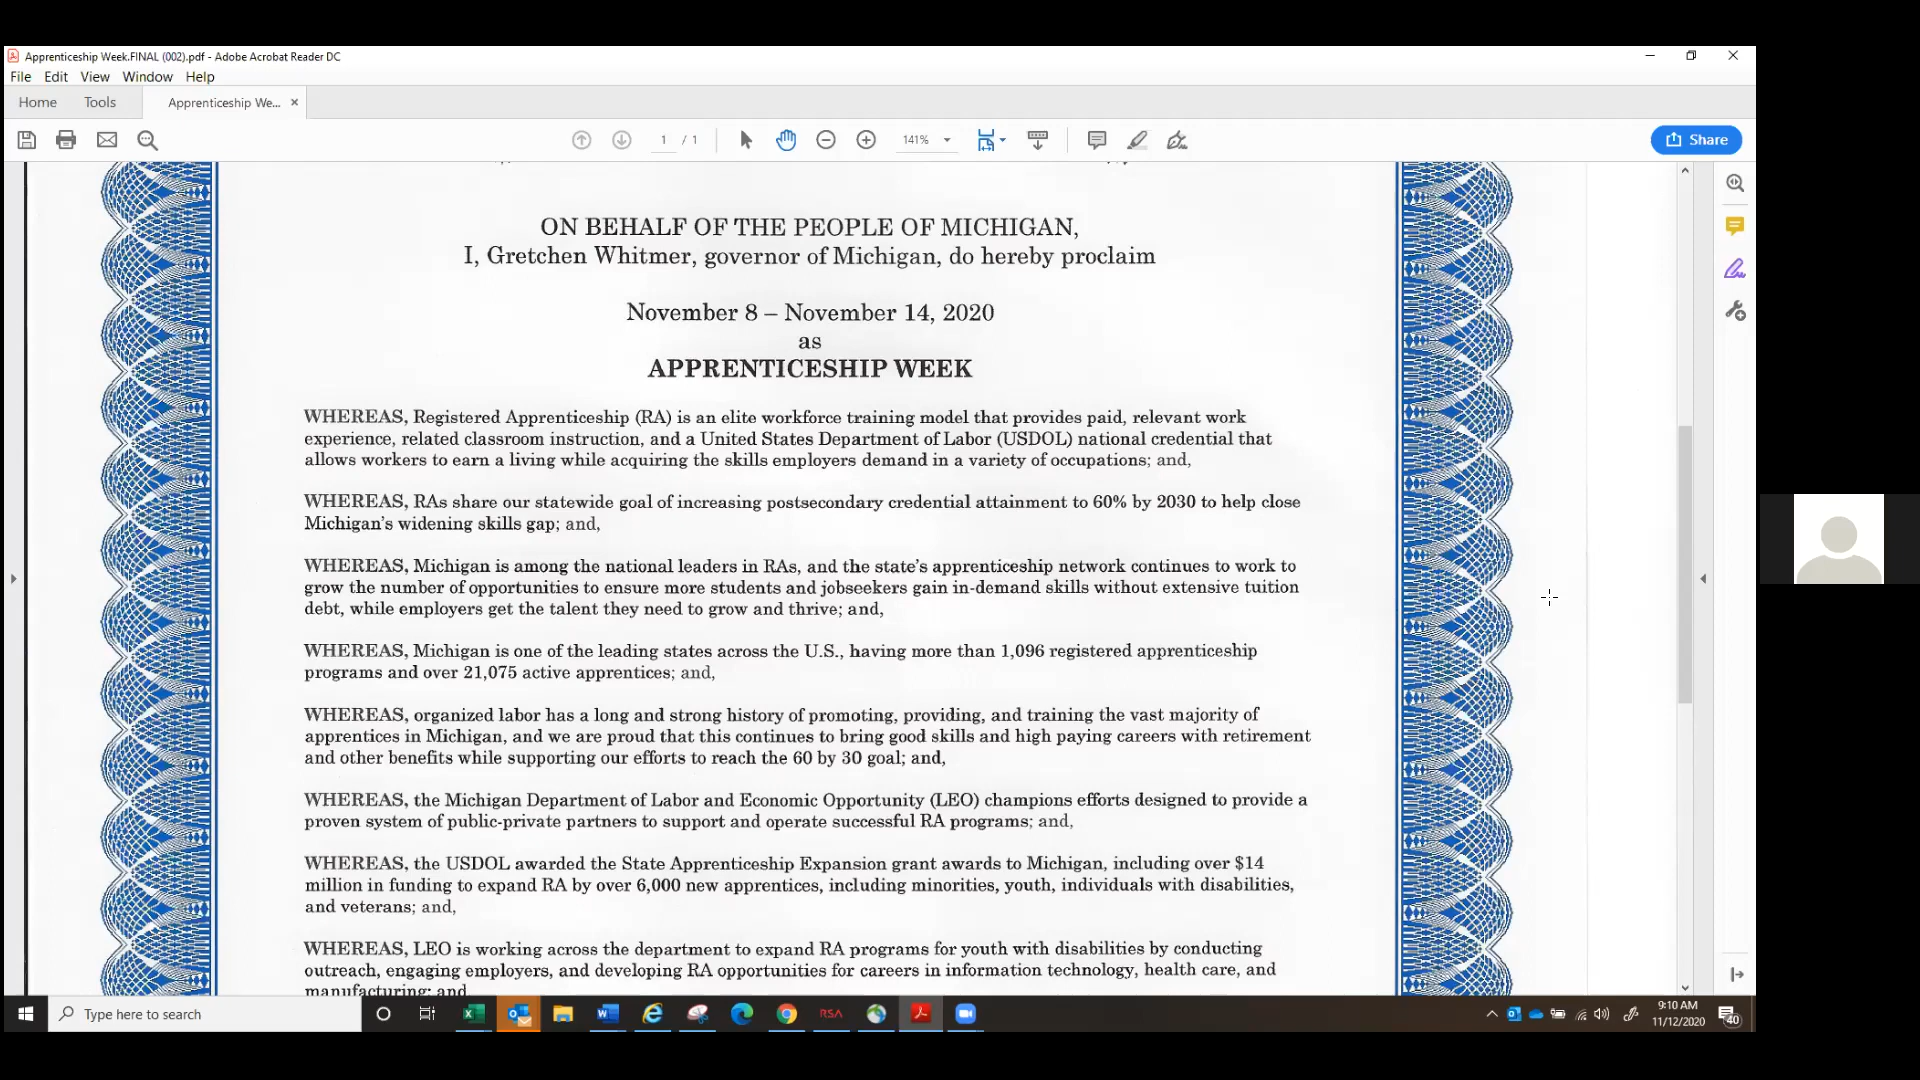 Apprenticeship Week.FINAL (002).pdf - Adobe Acrobat Reader DC
File Edit View Window Help
Home Tools Apprenticeship We... ×
1 / 1 141% Share
ON BEHALF OF THE PEOPLE OF MICHIGAN,
I, Gretchen Whitmer, governor of Michigan, do hereby proclaim
November 8 – November 14, 2020
as
APPRENTICESHIP WEEK
WHEREAS, Registered Apprenticeship (RA) is an elite workforce training model that provides paid, relevant work
experience, related classroom instruction, and a United States Department of Labor (USDOL) national credential that
allows workers to earn a living while acquiring the skills employers demand in a variety of occupations; and,
WHEREAS, RAs share our statewide goal of increasing postsecondary credential attainment to 60% by 2030 to help close
Michigan's widening skills gap; and,
WHEREAS, Michigan is among the national leaders in RAs, and the state's apprenticeship network continues to work to
grow the number of opportunities to ensure more students and jobseekers gain in-demand skills without extensive tuition
debt, while employers get the talent they need to grow and thrive; and,
WHEREAS, Michigan is one of the leading states across the U.S., having more than 1,096 registered apprenticeship
programs and over 21,075 active apprentices; and,
WHEREAS, organized labor has a long and strong history of promoting, providing, and training the vast majority of
apprentices in Michigan, and we are proud that this continues to bring good skills and high paying careers with retirement
and other benefits while supporting our efforts to reach the 60 by 30 goal; and,
WHEREAS, the Michigan Department of Labor and Economic Opportunity (LEO) champions efforts designed to provide a
proven system of public-private partners to support and operate successful RA programs; and,
WHEREAS, the USDOL awarded the State Apprenticeship Expansion grant awards to Michigan, including over $14
million in funding to expand RA by over 6,000 new apprentices, including minorities, youth, individuals with disabilities,
and veterans; and,
WHEREAS, LEO is working across the department to expand RA programs for youth with disabilities by conducting
outreach, engaging employers, and developing RA opportunities for careers in information technology, health care, and
manufacturing; and
Type here to search
RSA
9:10 AM
11/12/2020
40